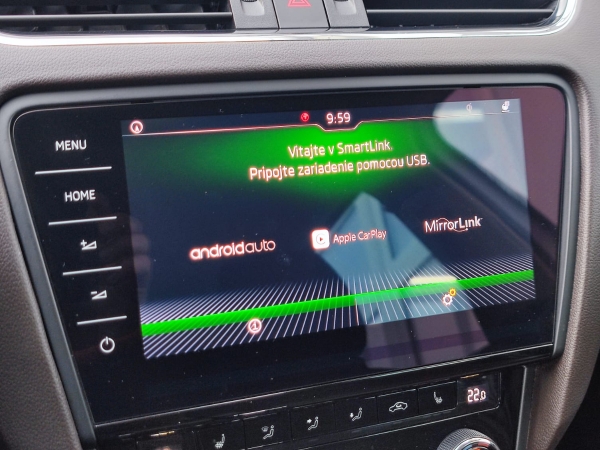 9:59
MENU
Vitajte v SmartLink.
Pripojte zariadenie pomocou USB.
HOME
androidauto
Apple CarPlay
MirrorLink
22.0